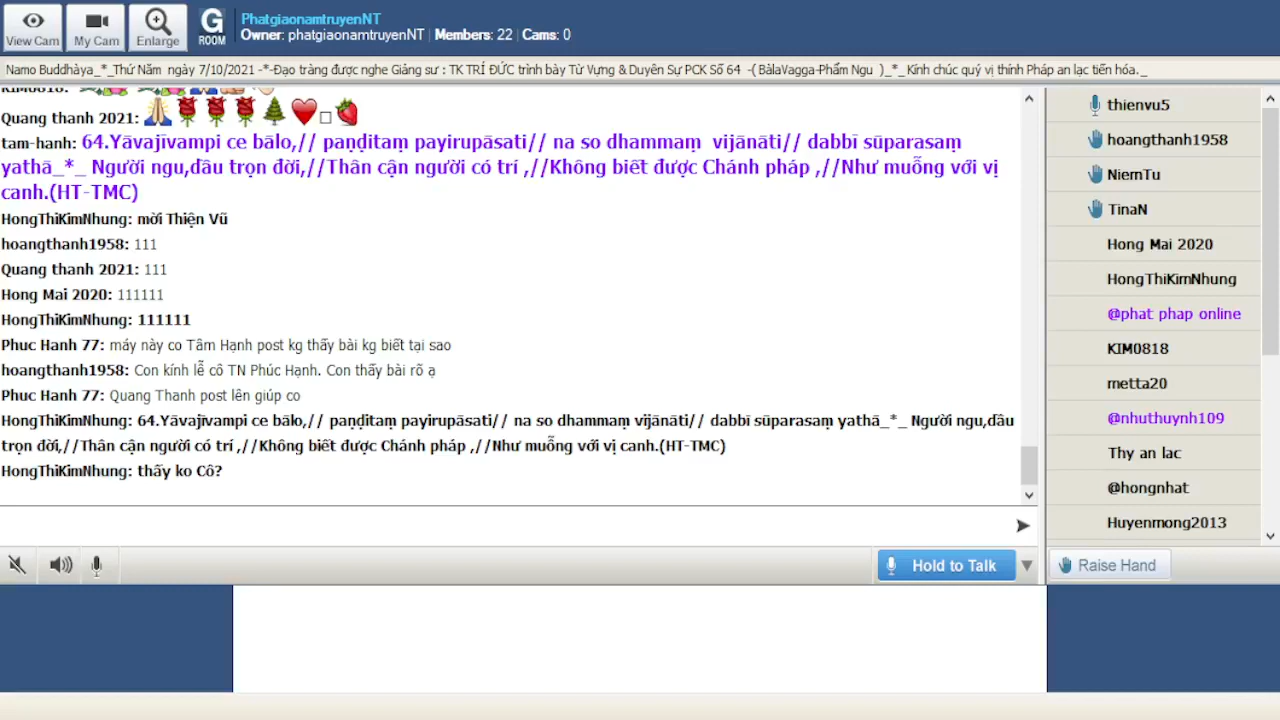 View Cam
My Cam
Enlarge
G
ROOM
PhatgiaonamtruyenNT
Owner: phatgiaonamtruyenNT | Members: 22 | Cams: 0
Namo Buddhàya_*_Thứ Năm ngày 7/10/2021 -*-Đạo tràng được nghe Giảng sư : TK TRÍ ĐỨC trình bày Từ Vựng & Duyên Sự PCK Số 64 -( BàlaVagga-Phẩm Ngu )_*_ Kính chúc quý vị thính Pháp an lạc tiến hóa._
KIM0818:
Quang thanh 2021:
tam-hanh: 64.Yāvajīvampi ce bālo,// paṇḍitaṃ payirupāsati// na so dhammaṃ vijānāti// dabbī sūparasaṃ
yathā_*_ Người ngu,dầu trọn đời,//Thân cận người có trí ,//Không biết được Chánh pháp ,//Như muỗng với vị
canh.(HT-TMC)
HongThiKimNhung: mời Thiện Vũ
hoangthanh1958: 111
Quang thanh 2021: 111
Hong Mai 2020: 111111
HongThiKimNhung: 111111
Phuc Hanh 77: máy này co Tâm Hạnh post kg thấy bài kg biết tại sao
hoangthanh1958: Con kính lễ cô TN Phúc Hạnh. Con thấy bài rõ ạ
Phuc Hanh 77: Quang Thanh post lên giúp co
HongThiKimNhung: 64.Yāvajīvampi ce bālo,// paṇḍitaṃ payirupāsati// na so dhammaṃ vijānāti// dabbī sūparasaṃ yathā_*_ Người ngu,dầu
trọn đời,//Thân cận người có trí ,//Không biết được Chánh pháp ,//Như muỗng với vị canh.(HT-TMC)
HongThiKimNhung: thấy ko Cô?
Hold to Talk
thienvu5
hoangthanh1958
NiemTu
TinaN
Hong Mai 2020
HongThiKimNhung
@phat phap online
KIM0818
metta20
@nhuthuynh109
Thy an lac
@hongnhat
Huyenmong2013
Raise Hand